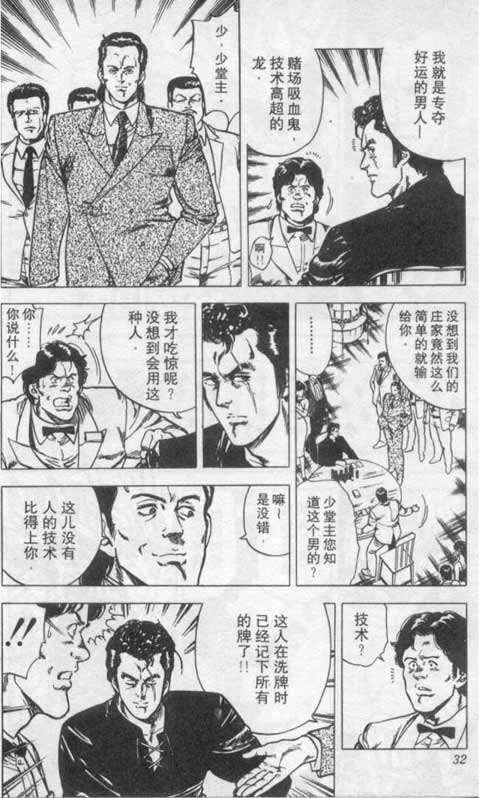 我就是专夺
好运的男人—
赌场吸血鬼，
技术高超的
龙．
啊!!
少．少堂主．
没想到我们的
庄家竟然这么
简单的就输
给你．
…………
我才吃惊呢？
没想到会用这
种人．
你……
你说什么！
少堂主您知
道这个男的？
嘛～
是没错．
这儿没有
人的技术
比得上你．
技术？
这人在洗牌时
已经记下所有
的牌了!!
!!
32